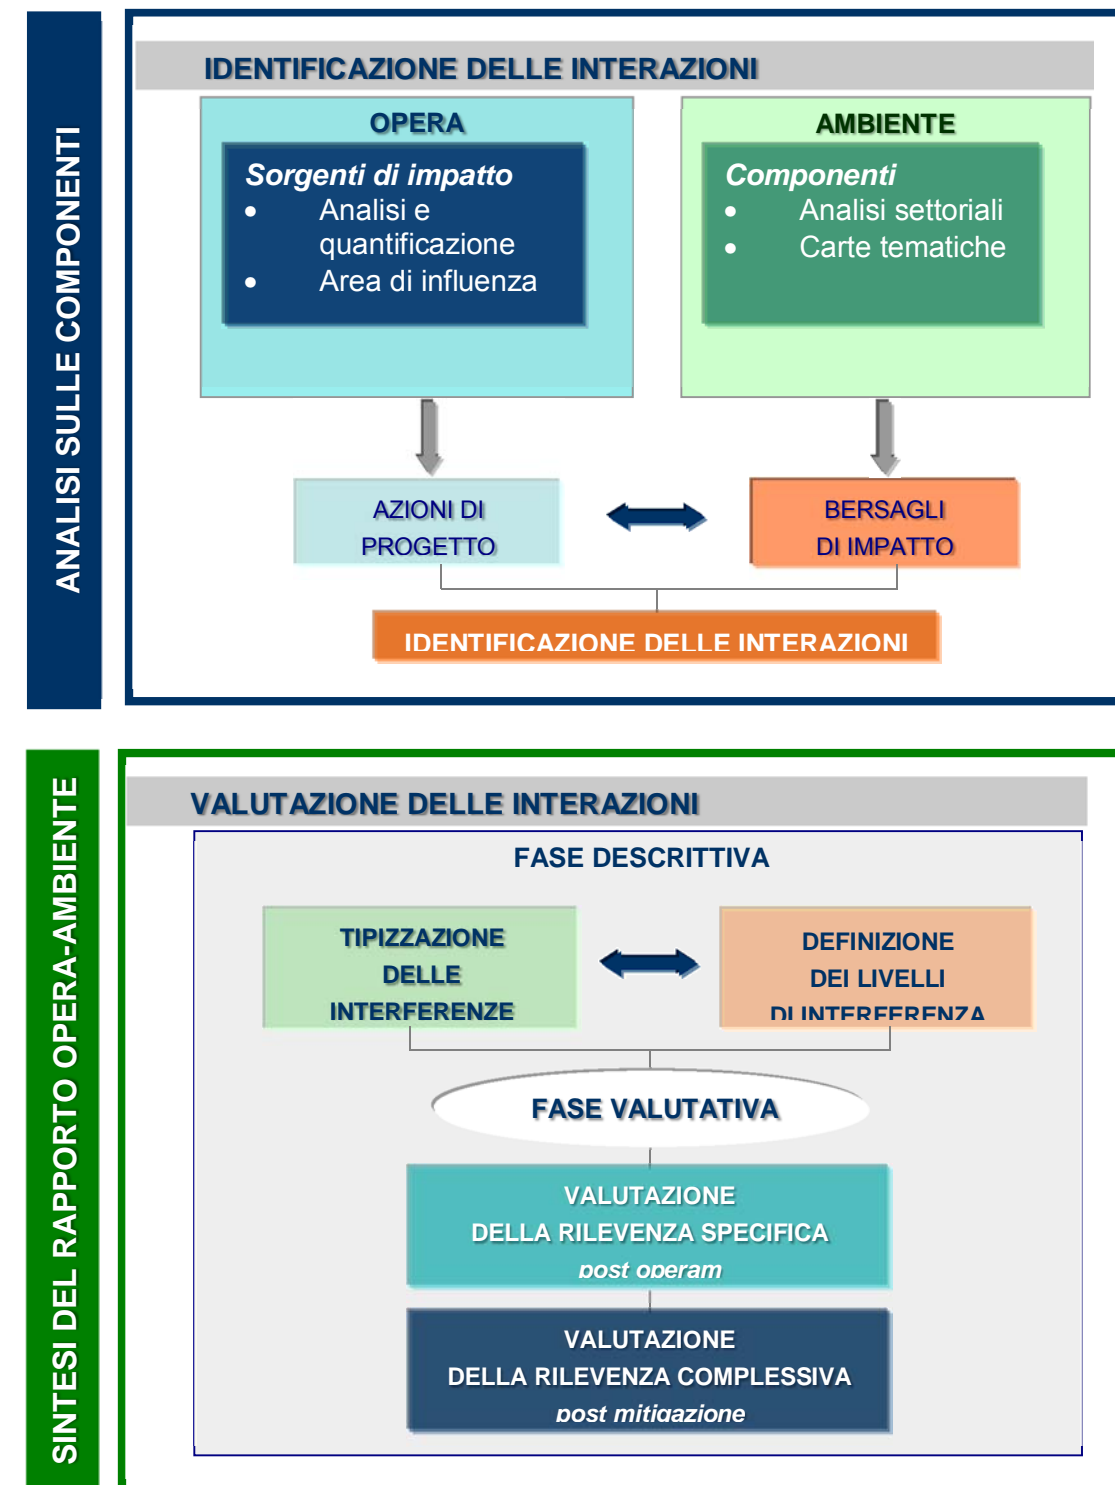 ANALISI SULLE COMPONENTI
IDENTIFICAZIONE DELLE INTERAZIONI
OPERA
Sorgenti di impatto
• Analisi e
quantificazione
• Area di influenza
AMBIENTE
Componenti
• Analisi settoriali
• Carte tematiche
AZIONI DI
PROGETTO
BERSAGLI
DI IMPATTO
IDENTIFICAZIONE DELLE INTERAZIONI
SINTESI DEL RAPPORTO OPERA-AMBIENTE
VALUTAZIONE DELLE INTERAZIONI
FASE DESCRITTIVA
TIPIZZAZIONE
DELLE
INTERFERENZE
DEFINIZIONE
DEI LIVELLI
DI INTERFERENZA
FASE VALUTATIVA
VALUTAZIONE
DELLA RILEVENZA SPECIFICA
post operam
VALUTAZIONE
DELLA RILEVENZA COMPLESSIVA
post mitigazione